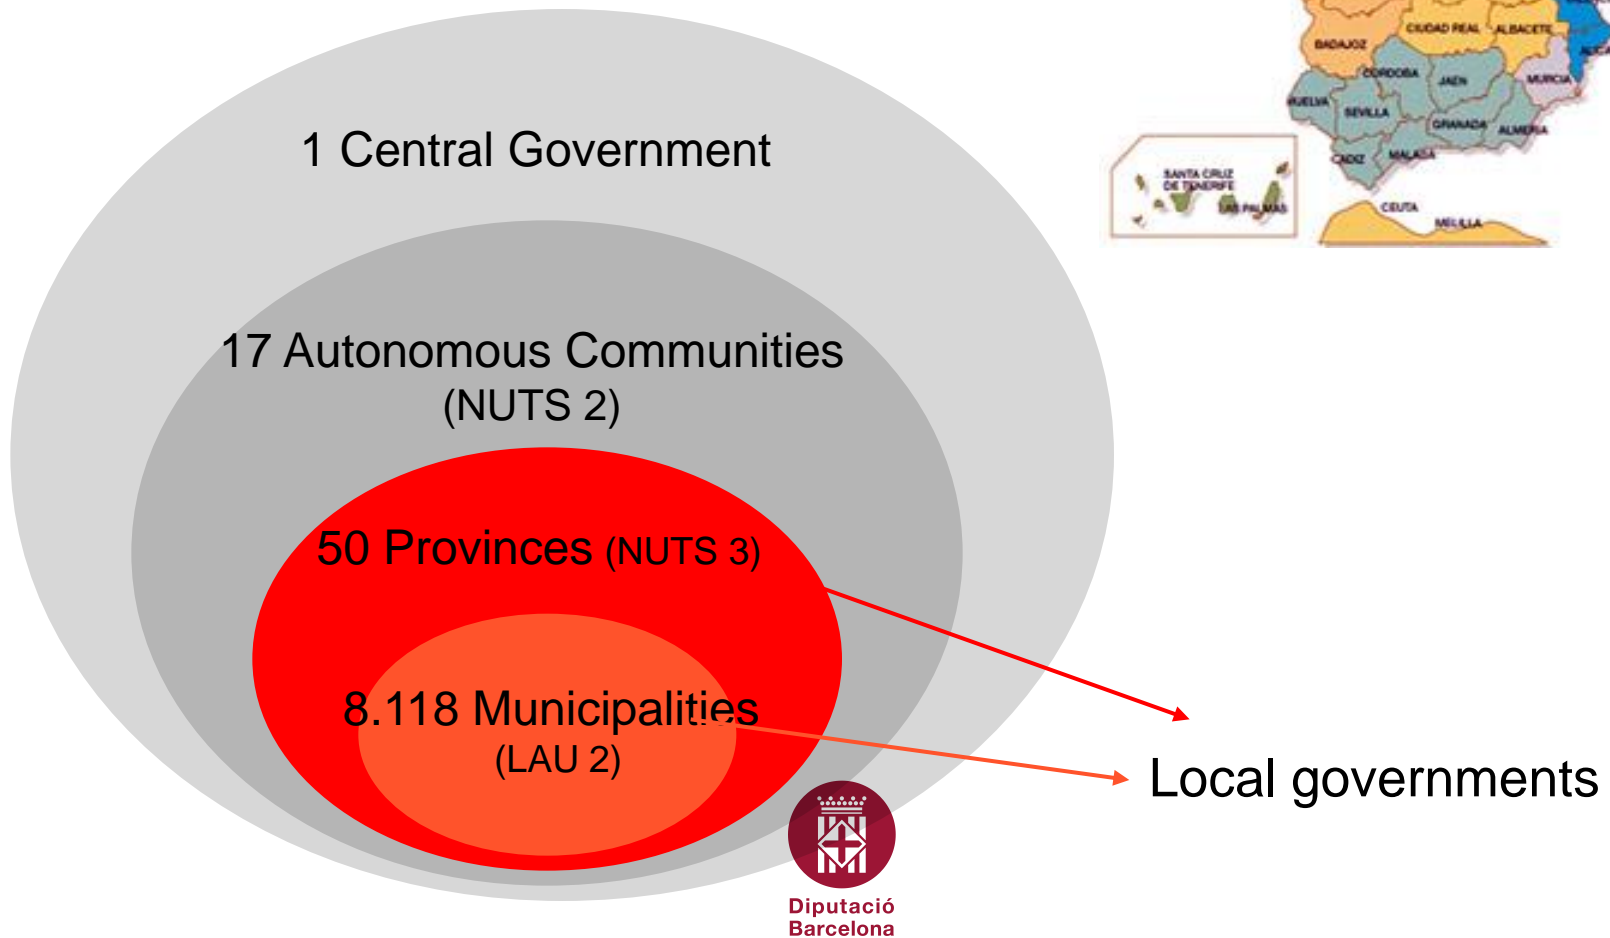 CIUDAD REAL
ALBACETE
BADAJOZ
CORDOBA
JAEN
MURCIA
HUELVA
SEVILLA
GRANADA
ALMERIA
CADIZ
MALAGA
SANTA CRUZ
DE TENERIFE
LAS PALMAS
CEUTA
MELILLA
1 Central Government
17 Autonomous Communities
(NUTS 2)
50 Provinces (NUTS 3)
8.118 Municipalities
(LAU 2)
Local governments
Diputació
Barcelona